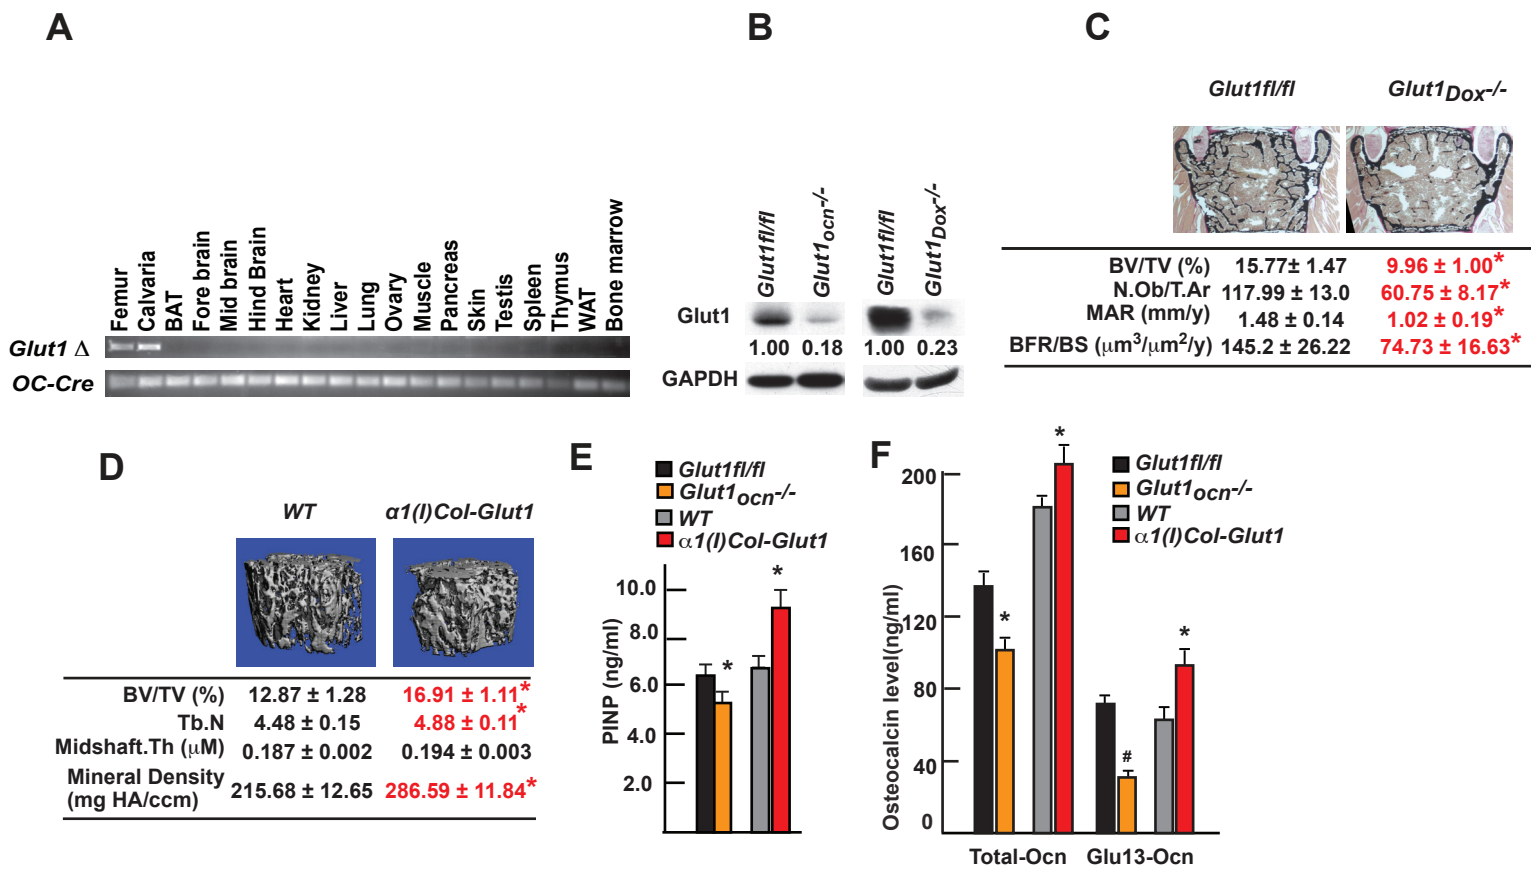 A
Femur
Calvaria
BAT
Fore brain
Mid brain
Hind Brain
Heart
Kidney
Liver
Lung
Ovary
Muscle
Pancreas
Skin
Testis
Spleen
Thymus
WAT
Bone marrow
Glut1 Δ
OC-Cre
B
Glut1fl/fl
Glut1ocn-/-
Glut1fl/fl
Glut1Dox-/-
Glut1
1.00 0.18 1.00 0.23
GAPDH
C
Glut1fl/fl Glut1Dox-/-
BV/TV (%) 15.77± 1.47 9.96 ± 1.00*
N.Ob/T.Ar 117.99 ± 13.0 60.75 ± 8.17*
MAR (mm/y) 1.48 ± 0.14 1.02 ± 0.19*
BFR/BS (μm³/μm²/y) 145.2 ± 26.22 74.73 ± 16.63*
D
WT α1(I)Col-Glut1
BV/TV (%) 12.87 ± 1.28 16.91 ± 1.11*
Tb.N 4.48 ± 0.15 4.88 ± 0.11*
Midshaft.Th (μM) 0.187 ± 0.002 0.194 ± 0.003
Mineral Density
(mg HA/ccm) 215.68 ± 12.65 286.59 ± 11.84*
E
Glut1fl/fl
Glut1ocn-/-
WT
α1(I)Col-Glut1
PINP (ng/ml)
10.0
8.0
6.0
4.0
2.0
*
*
F
Glut1fl/fl
Glut1ocn-/-
WT
α1(I)Col-Glut1
Osteocalcin level(ng/ml)
200
160
120
80
40
0
*
*
#
*
Total-Ocn Glu13-Ocn